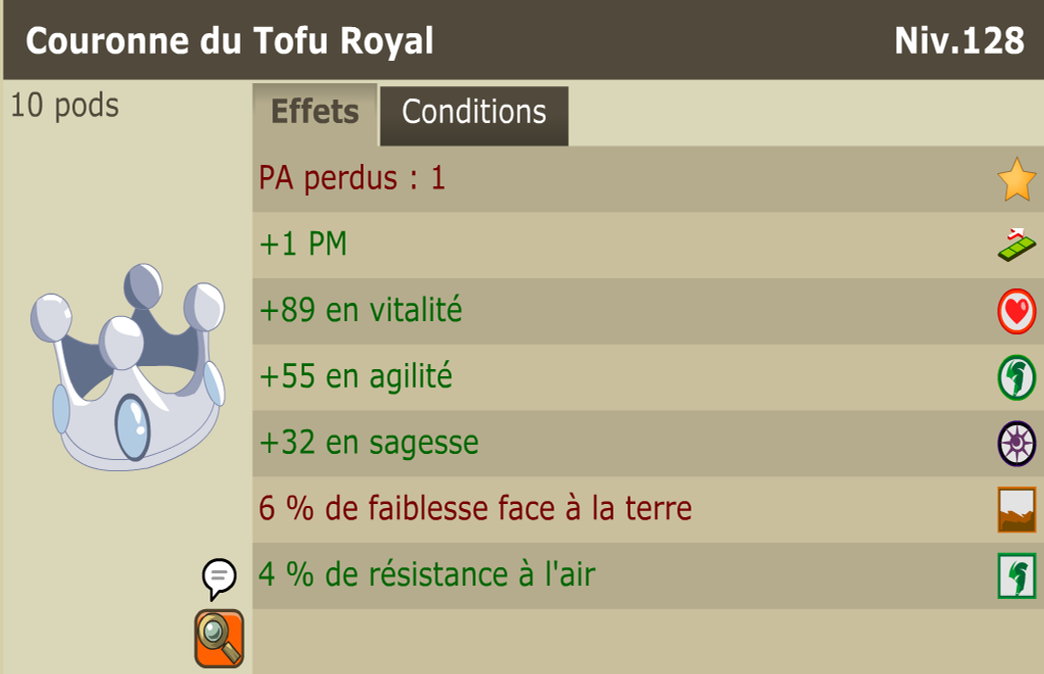 Couronne du Tofu Royal
Niv.128
10 pods
Effets
Conditions
PA perdus : 1
+1 PM
+89 en vitalité
+55 en agilité
+32 en sagesse
6 % de faiblesse face à la terre
4 % de résistance à l'air